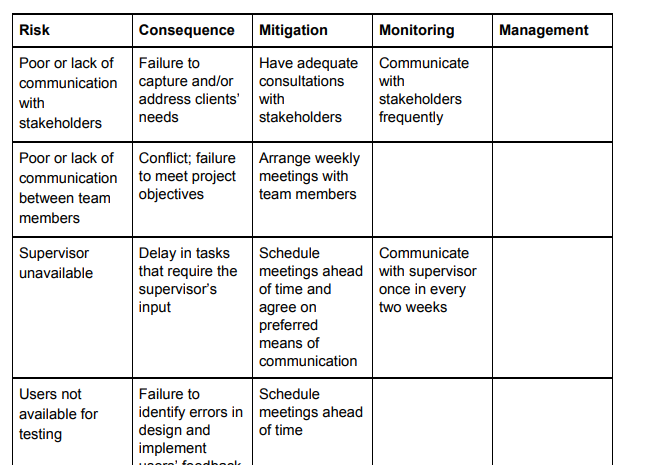 Risk Consequence Mitigation Monitoring Management
Poor or lack of
communication
with
stakeholders
Failure to
capture and/or
address clients'
needs
Have adequate
consultations
with
stakeholders
Communicate
with
stakeholders
frequently
Poor or lack of
communication
between team
members
Conflict; failure
to meet project
objectives
Arrange weekly
meetings with
team members
Supervisor
unavailable
Delay in tasks
that require the
supervisor's
input
Schedule
meetings ahead
of time and
agree on
preferred
means of
communication
Communicate
with supervisor
once in every
two weeks
Users not
available for
testing
Failure to
identify errors in
design and
implement
users' feedback
Schedule
meetings ahead
of time